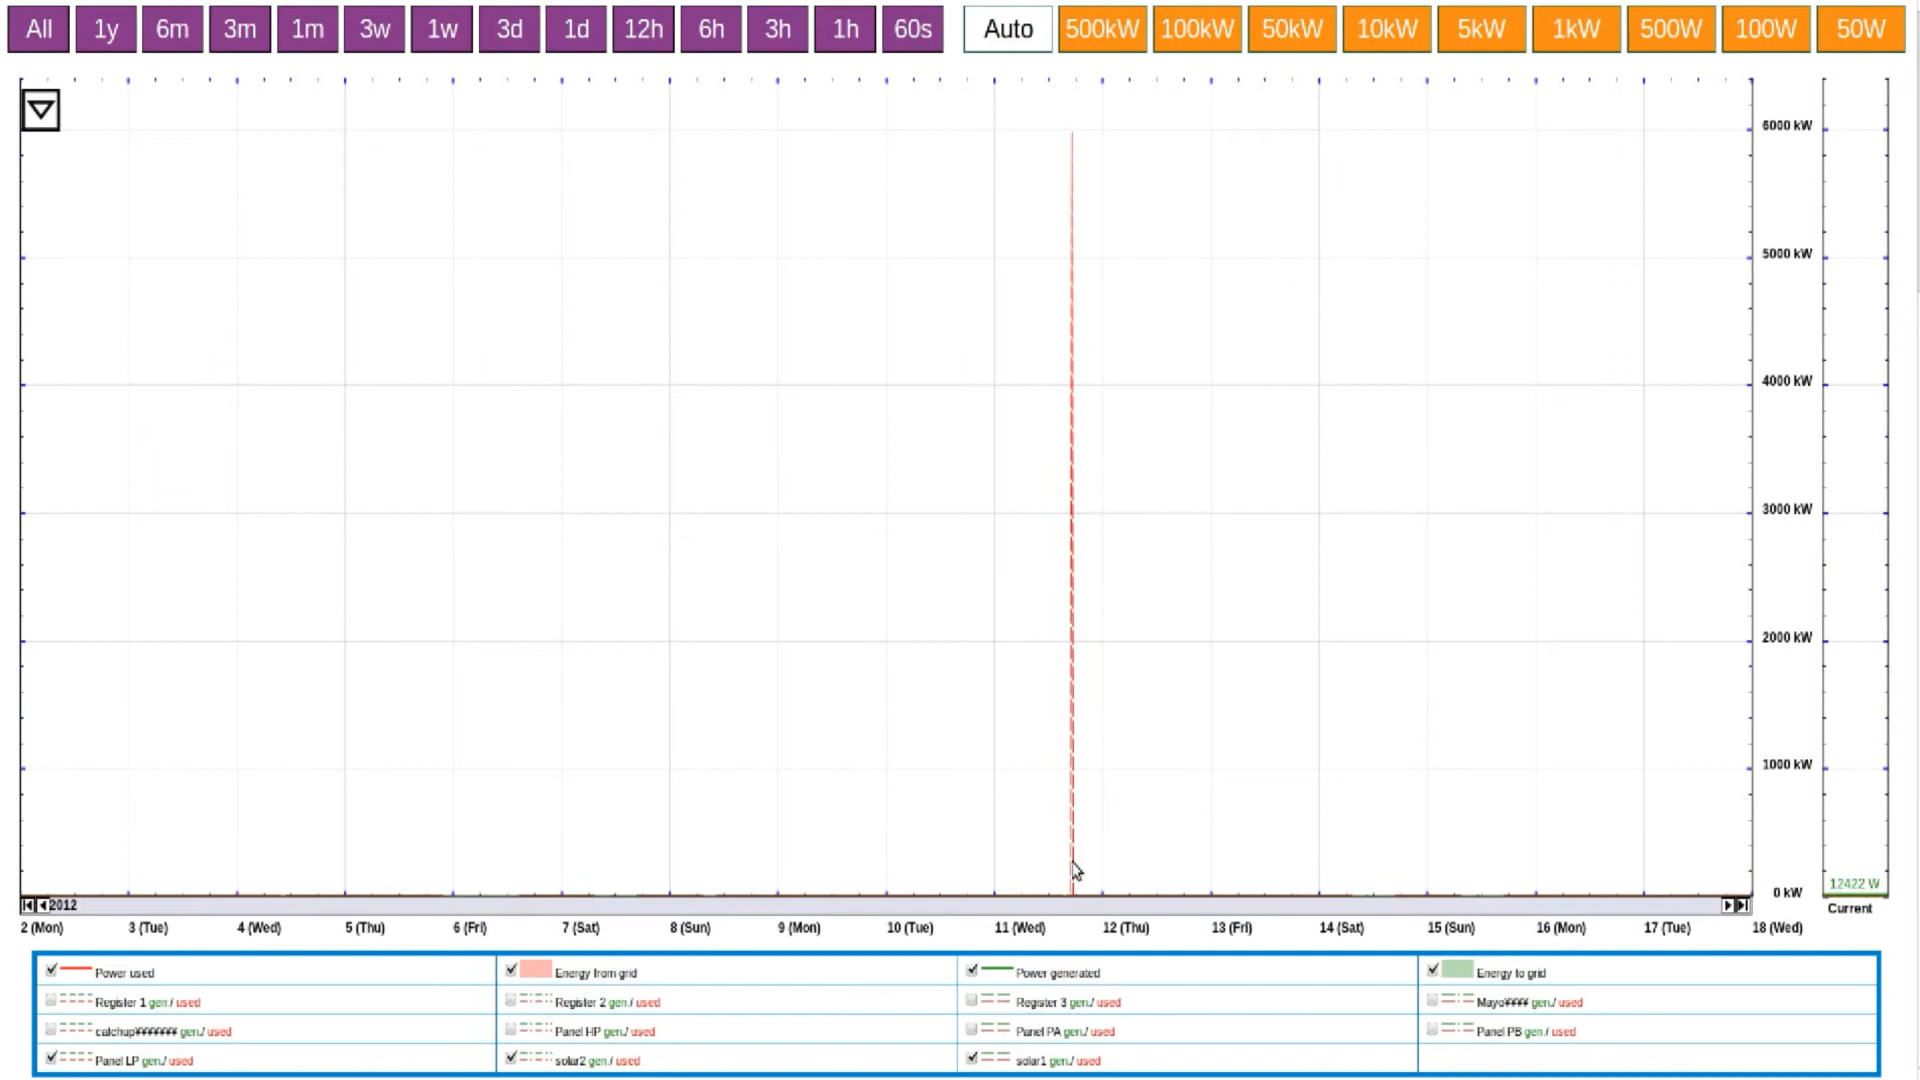 All 1y 6m 3m 1m 3w 1w 3d 1d 12h 6h 3h 1h 60s Auto 500kW 100kW 50kW 10kW 5kW 1kW 500W 100W 50W
6000 kW
5000 kW
4000 kW
3000 kW
2000 kW
1000 kW
12422 W
0 kW
2012
Current
2 (Mon) 3 (Tue) 4 (Wed) 5 (Thu) 6 (Fri) 7 (Sat) 8 (Sun) 9 (Mon) 10 (Tue) 11 (Wed) 12 (Thu) 13 (Fri) 14 (Sat) 15 (Sun) 16 (Mon) 17 (Tue) 18 (Wed)
Power used Energy from grid Power generated Energy to grid
Register 1 gen./ used Register 2 gen./ used Register 3 gen./ used Mayo¥¥¥¥ gen./ used
catchup¥¥¥¥¥¥¥ gen./ used Panel HP gen./ used Panel PA gen./ used Panel PB gen./ used
Panel LP gen./ used solar2 gen./ used solar1 gen./ used